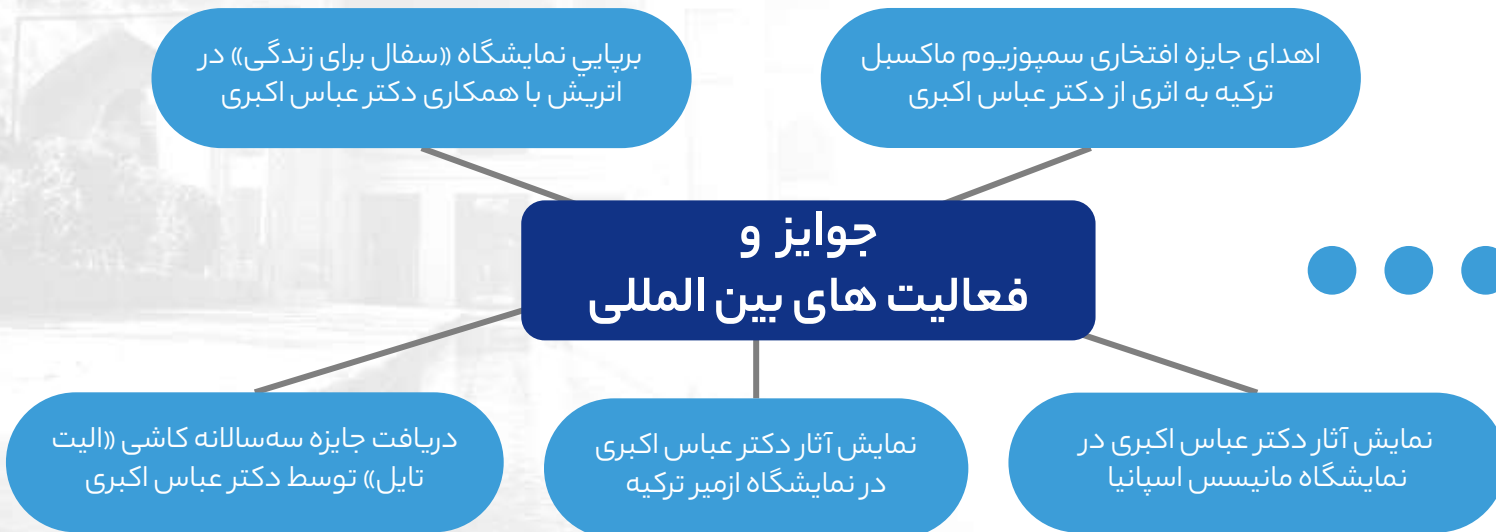 اهدای جایزه افتخاری سمپوزیوم ماکسبل
ترکیه به اثری از دکتر عباس اکبری
برپایي نمایشگاه «سفال برای زندگی» در
اتریش با همکاری دکتر عباس اکبری
جوایز و
فعالیت های بین المللی
نمایش آثار دکتر عباس اکبری در
نمایشگاه مانیسس اسپانیا
نمایش آثار دکتر عباس اکبری
در نمایشگاه ازمیر ترکیه
دریافت جایزه سه‌سالانه کاشی «الیت
تایل» توسط دکتر عباس اکبری